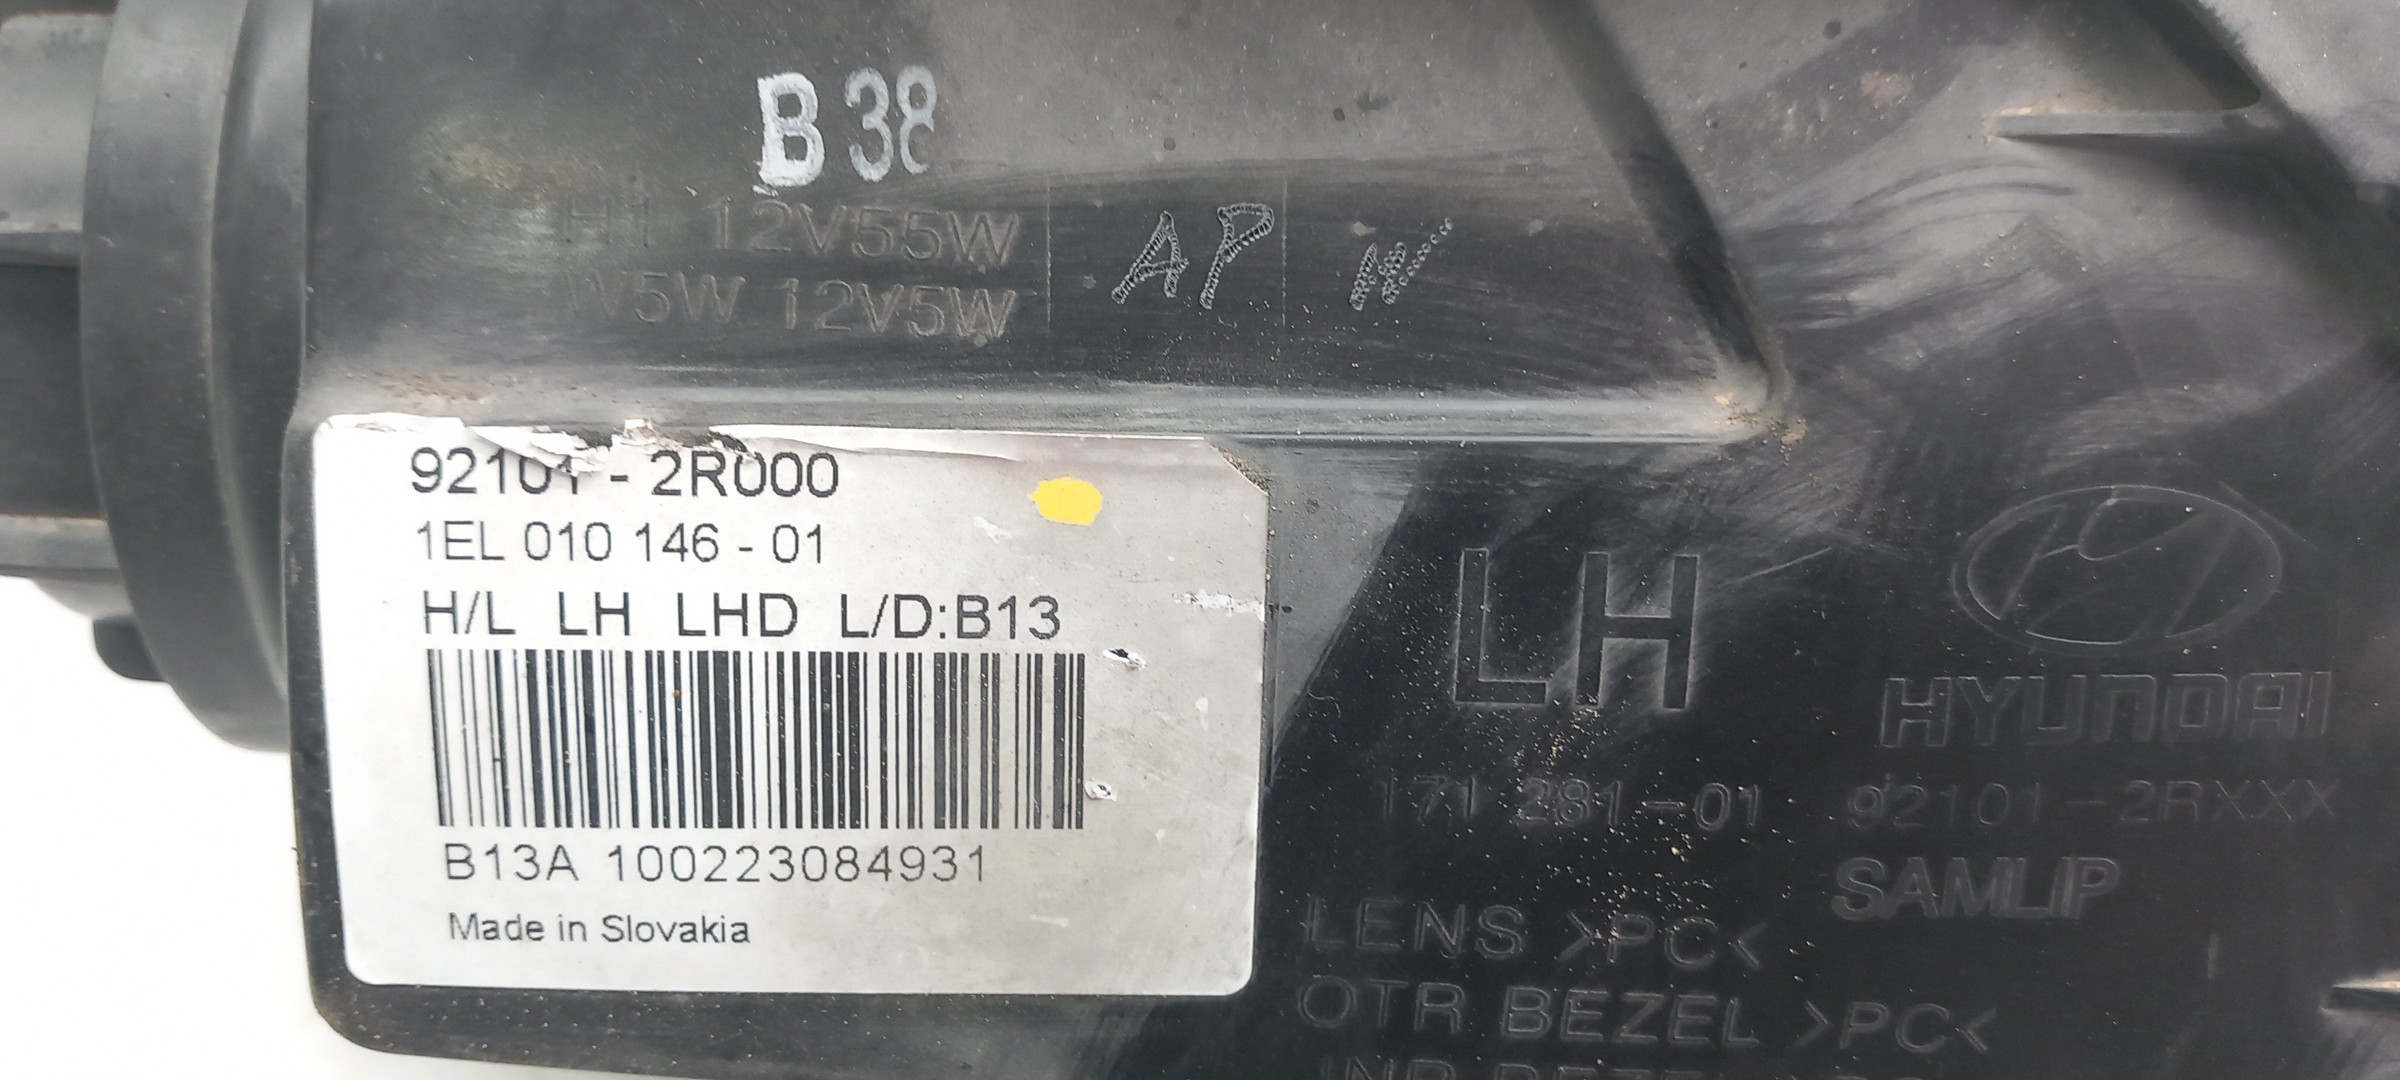 B 38
H1 12V55W
W5W 12V5W
AP
92101 - 2R000
1EL 010 146 - 01
H/L LH LHD L/D:B13
B13A 100223084931
Made in Slovakia
LH
HYUNDAI
171 281-01 92101-2RXXX
SAMLIP
LENS >PC<
OTR BEZEL >PC<